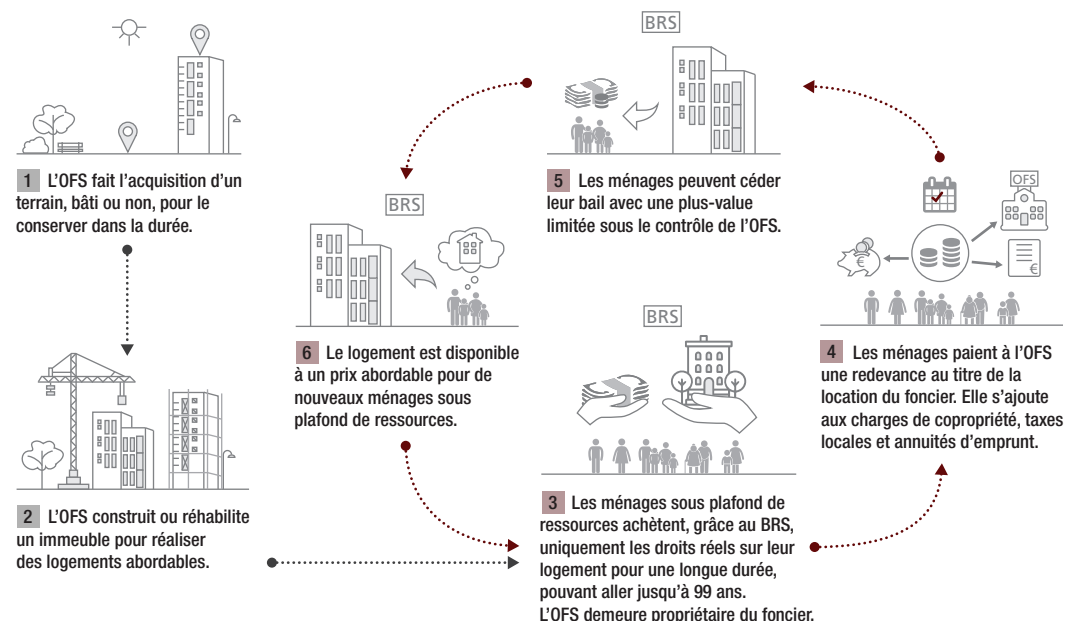 1 L'OFS fait l'acquisition d'un
terrain, bâti ou non, pour le
conserver dans la durée.
2 L'OFS construit ou réhabilite
un immeuble pour réaliser
des logements abordables.
BRS
3 Les ménages sous plafond de
ressources achètent, grâce au BRS,
uniquement les droits réels sur leur
logement pour une longue durée,
pouvant aller jusqu'à 99 ans.
L'OFS demeure propriétaire du foncier.
OFS
€
€
4 Les ménages paient à l'OFS
une redevance au titre de la
location du foncier. Elle s'ajoute
aux charges de copropriété, taxes
locales et annuités d'emprunt.
BRS
5 Les ménages peuvent céder
leur bail avec une plus-value
limitée sous le contrôle de l'OFS.
BRS
6 Le logement est disponible
à un prix abordable pour de
nouveaux ménages sous
plafond de ressources.